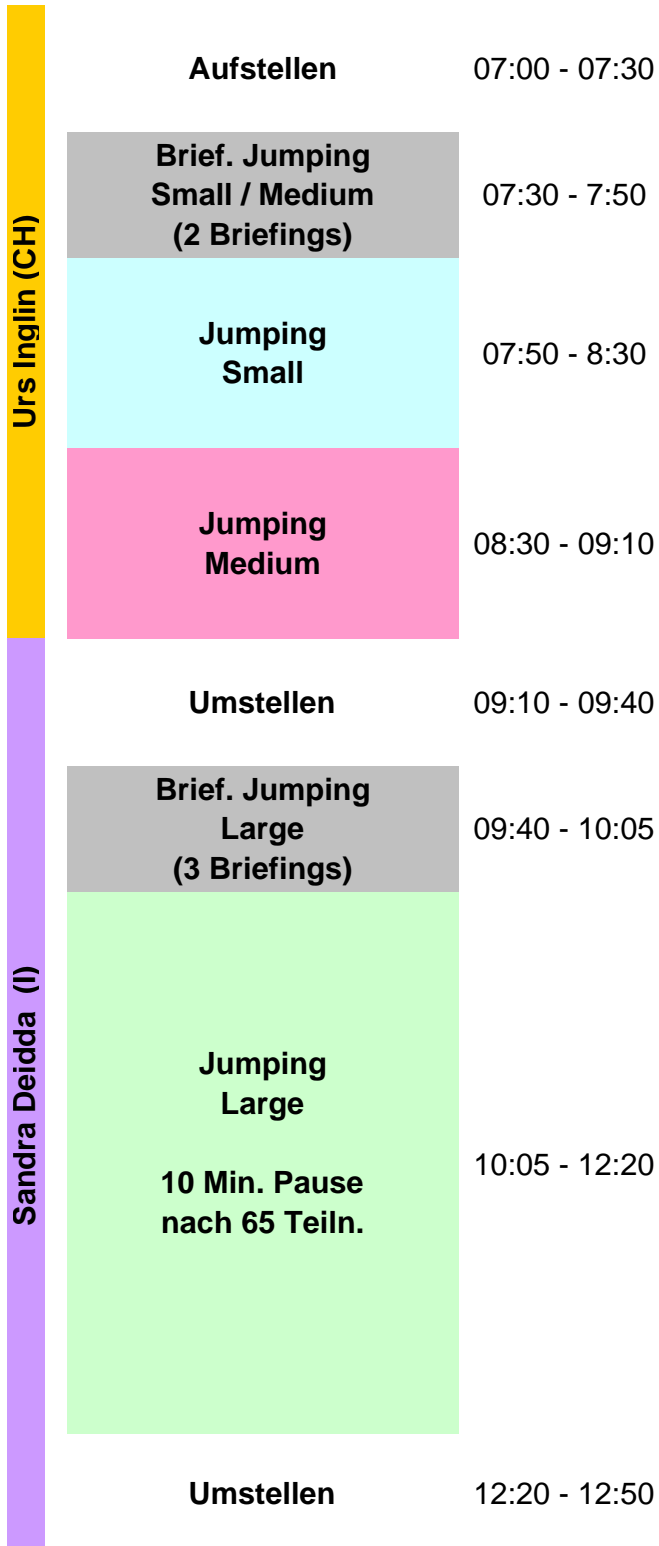 Urs Inglin (CH)
Aufstellen 07:00 - 07:30
Brief. Jumping
Small / Medium 07:30 - 7:50
(2 Briefings)
Jumping
Small
07:50 - 8:30
Jumping
Medium
08:30 - 09:10
Sandra Deidda (I)
Umstellen 09:10 - 09:40
Brief. Jumping
Large 09:40 - 10:05
(3 Briefings)
Jumping
Large
10 Min. Pause
nach 65 Teiln.
10:05 - 12:20
Umstellen 12:20 - 12:50